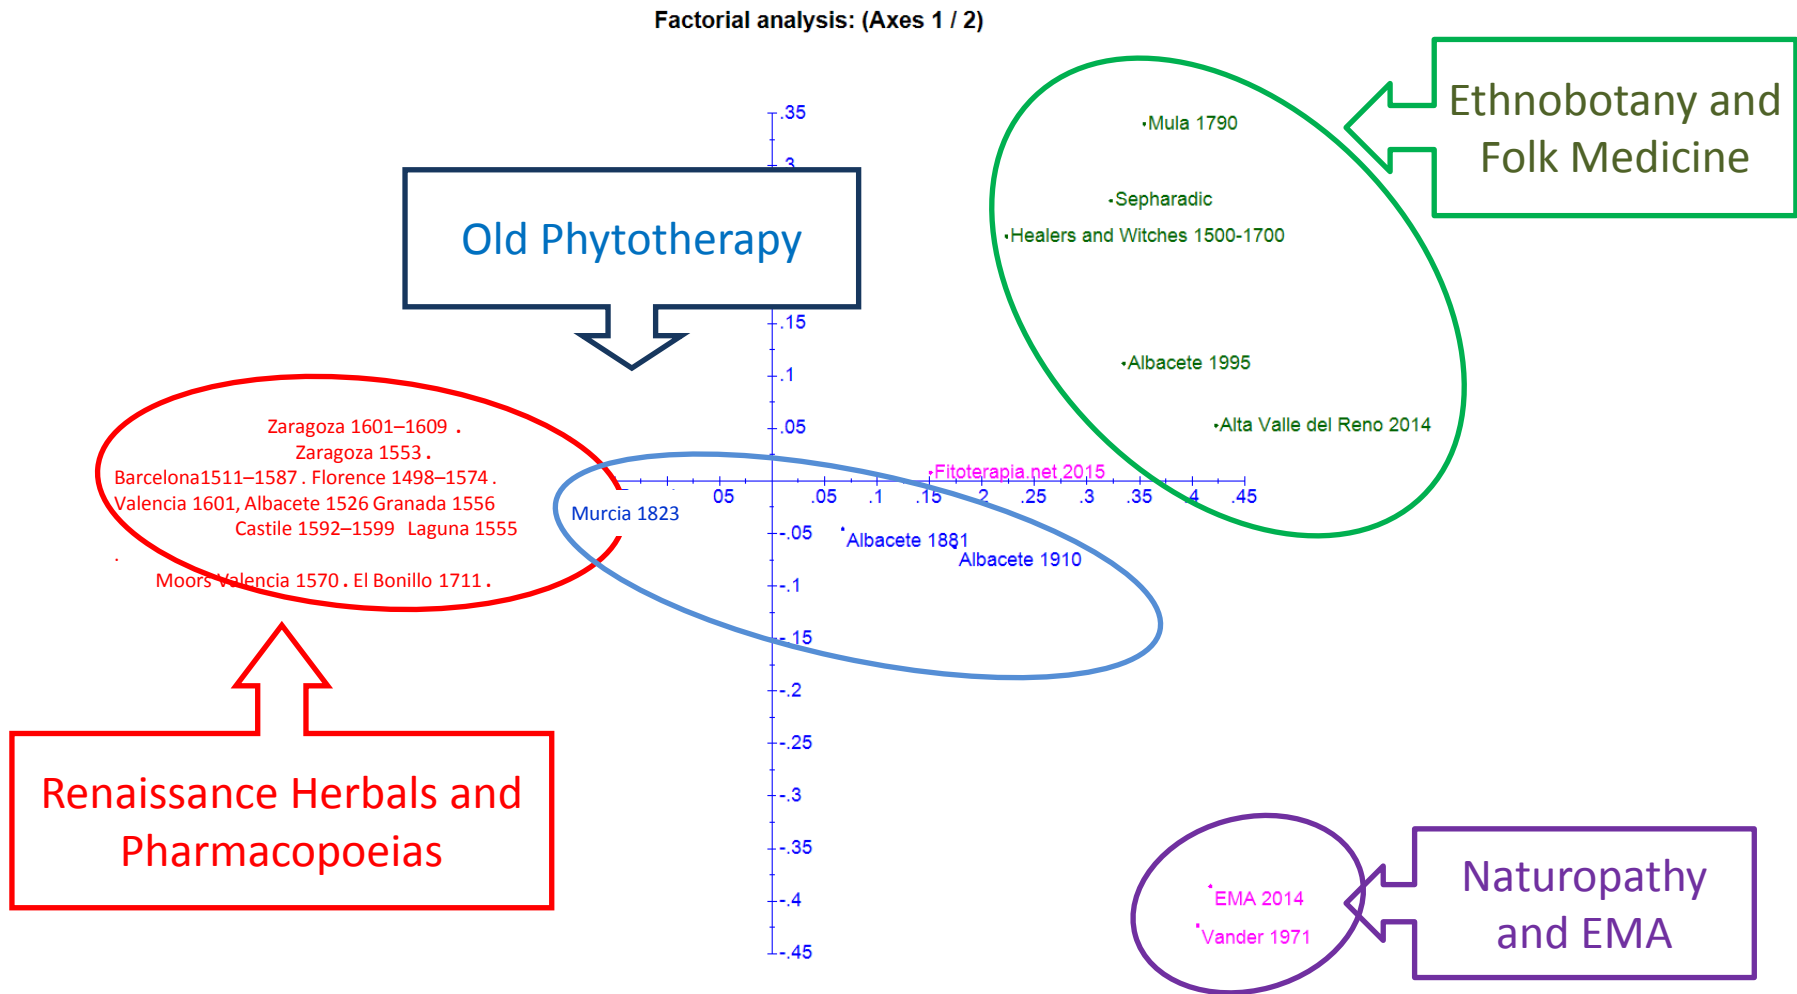 Factorial analysis: (Axes 1 / 2)
Ethnobotany and
Folk Medicine
.35
.3
Mula 1790
Sepharadic
Healers and Witches 1500-1700
Old Phytotherapy
.15
.1
Albacete 1995
.05
Alta Valle del Reno 2014
Zaragoza 1601–1609 .
Zaragoza 1553 .
Barcelona1511–1587 . Florence 1498–1574 .
Valencia 1601, Albacete 1526 Granada 1556
Castile 1592–1599 Laguna 1555
.
Moors Valencia 1570 . El Bonillo 1711 .
Fitoterapia.net 2015
05 .05 .1 .15 .2 .25 .3 .35 .4 .45
Murcia 1823
-.05
Albacete 1881
Albacete 1910
-.1
-.15
-.2
-.25
-.3
-.35
-.4
-.45
Renaissance Herbals and
Pharmacopoeias
EMA 2014
Vander 1971
Naturopathy
and EMA